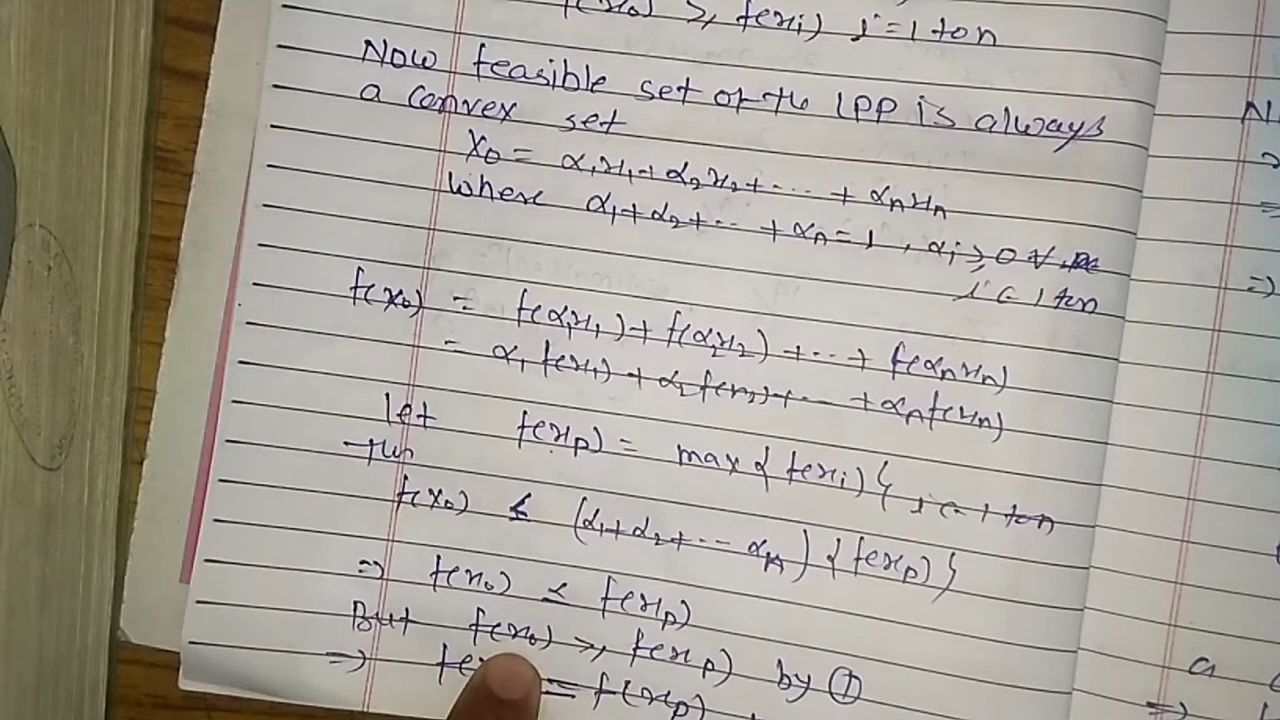 f(x₀) ≥ f(xᵢ) i = 1 to n
Now feasible set of the LPP is always
a convex set
x₀ = α₁x₁ + α₂x₂ + ... + αₙxₙ
where α₁ + α₂ + ... + αₙ = 1, αᵢ ≥ 0 ∀
i = 1 to n
f(x₀) = f(α₁x₁) + f(α₂x₂) + ... + f(αₙxₙ)
= α₁f(x₁) + α₂f(x₂) + ... + αₙf(xₙ)
let f(xₚ) = max { f(xᵢ) } i = 1 to n
then
f(x₀) ≤ (α₁ + α₂ + ... αₙ) { f(xₚ) }
⇒ f(x₀) ≤ f(xₚ)
But f(x₀) ≥ f(xₚ) by ①
⇒ f(x = f(xₚ)